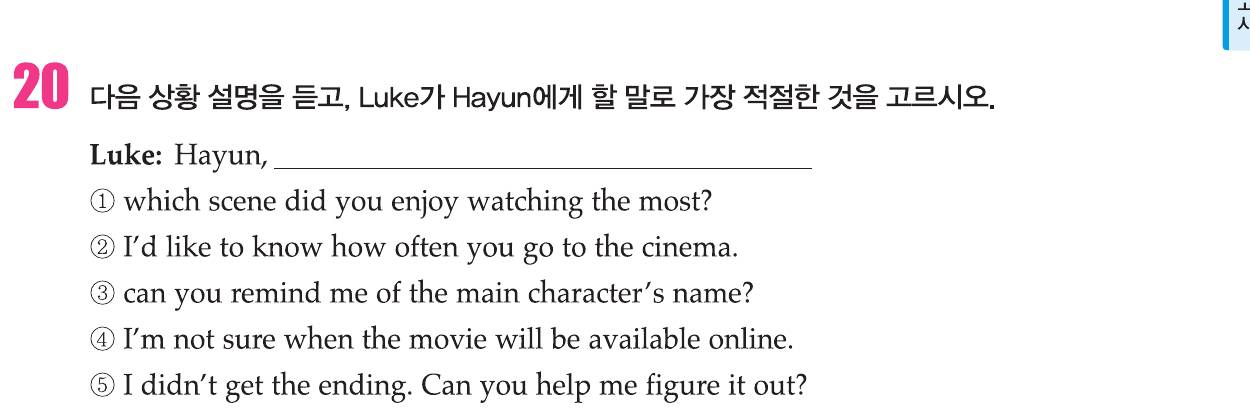 20 다음 상황 설명을 듣고, Luke가 Hayun에게 할 말로 가장 적절한 것을 고르시오.
Luke: Hayun,
① which scene did you enjoy watching the most?
② I'd like to know how often you go to the cinema.
③ can you remind me of the main character's name?
④ I'm not sure when the movie will be available online.
⑤ I didn't get the ending. Can you help me figure it out?